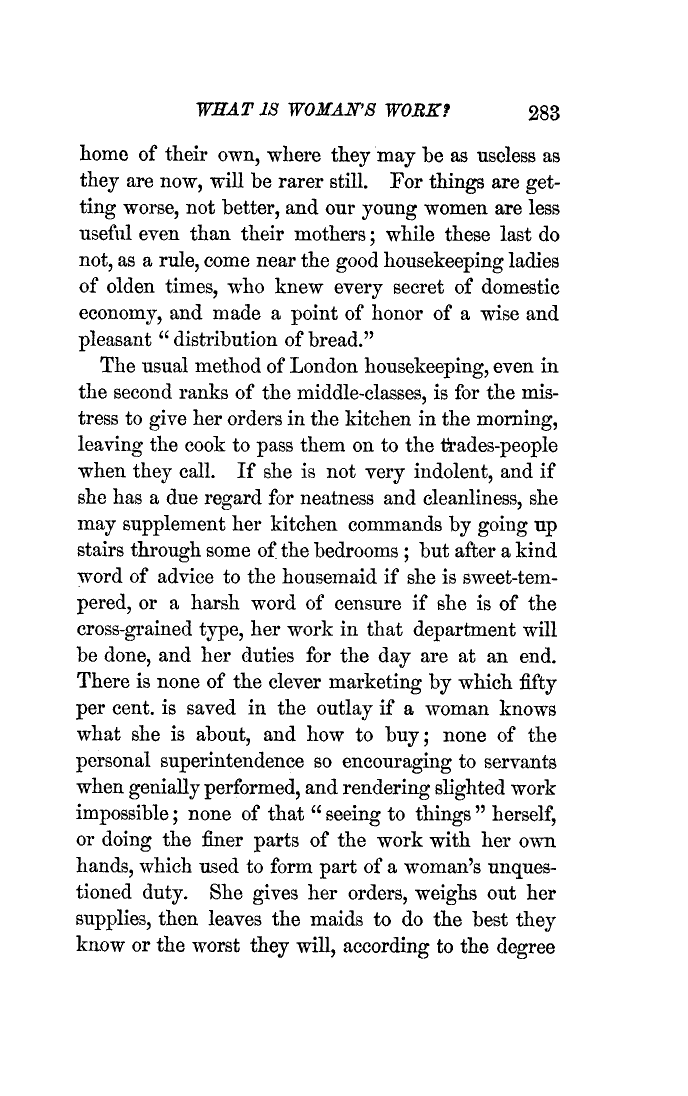 WHAT IS WOMAN'S WORK? 283
home of their own, where they may be as useless as
they are now, will be rarer still. For things are get-
ting worse, not better, and our young women are less
useful even than their mothers; while these last do
not, as a rule, come near the good housekeeping ladies
of olden times, who knew every secret of domestic
economy, and made a point of honor of a wise and
pleasant “distribution of bread.”
The usual method of London housekeeping, even in
the second ranks of the middle-classes, is for the mis-
tress to give her orders in the kitchen in the morning,
leaving the cook to pass them on to the trades-people
when they call. If she is not very indolent, and if
she has a due regard for neatness and cleanliness, she
may supplement her kitchen commands by going up
stairs through some of the bedrooms; but after a kind
word of advice to the housemaid if she is sweet-tem-
pered, or a harsh word of censure if she is of the
cross-grained type, her work in that department will
be done, and her duties for the day are at an end.
There is none of the clever marketing by which fifty
per cent. is saved in the outlay if a woman knows
what she is about, and how to buy; none of the
personal superintendence so encouraging to servants
when genially performed, and rendering slighted work
impossible; none of that “seeing to things” herself,
or doing the finer parts of the work with her own
hands, which used to form part of a woman's unques-
tioned duty. She gives her orders, weighs out her
supplies, then leaves the maids to do the best they
know or the worst they will, according to the degree